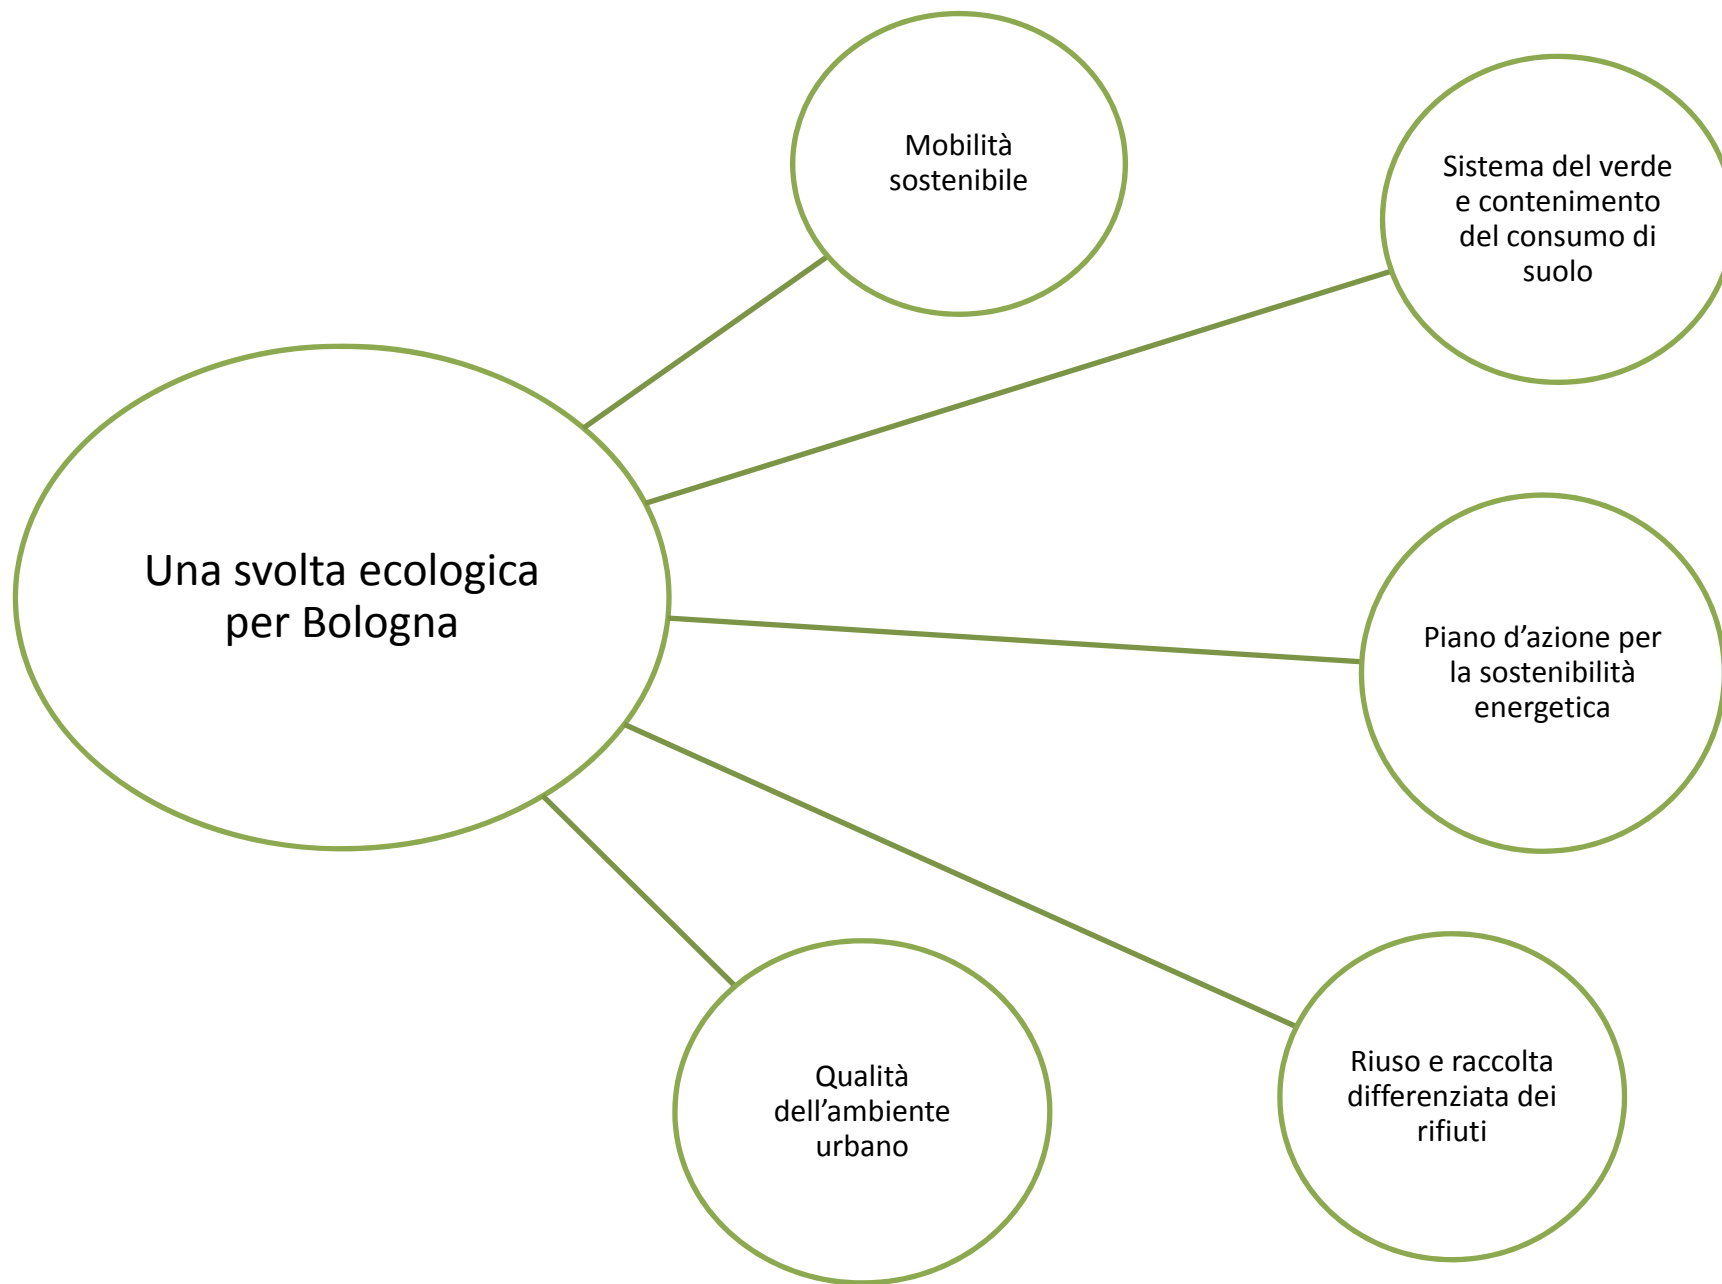 Mobilità
sostenibile
Sistema del verde
e contenimento
del consumo di
suolo
Una svolta ecologica
per Bologna
Piano d’azione per
la sostenibilità
energetica
Riuso e raccolta
differenziata dei
rifiuti
Qualità
dell’ambiente
urbano